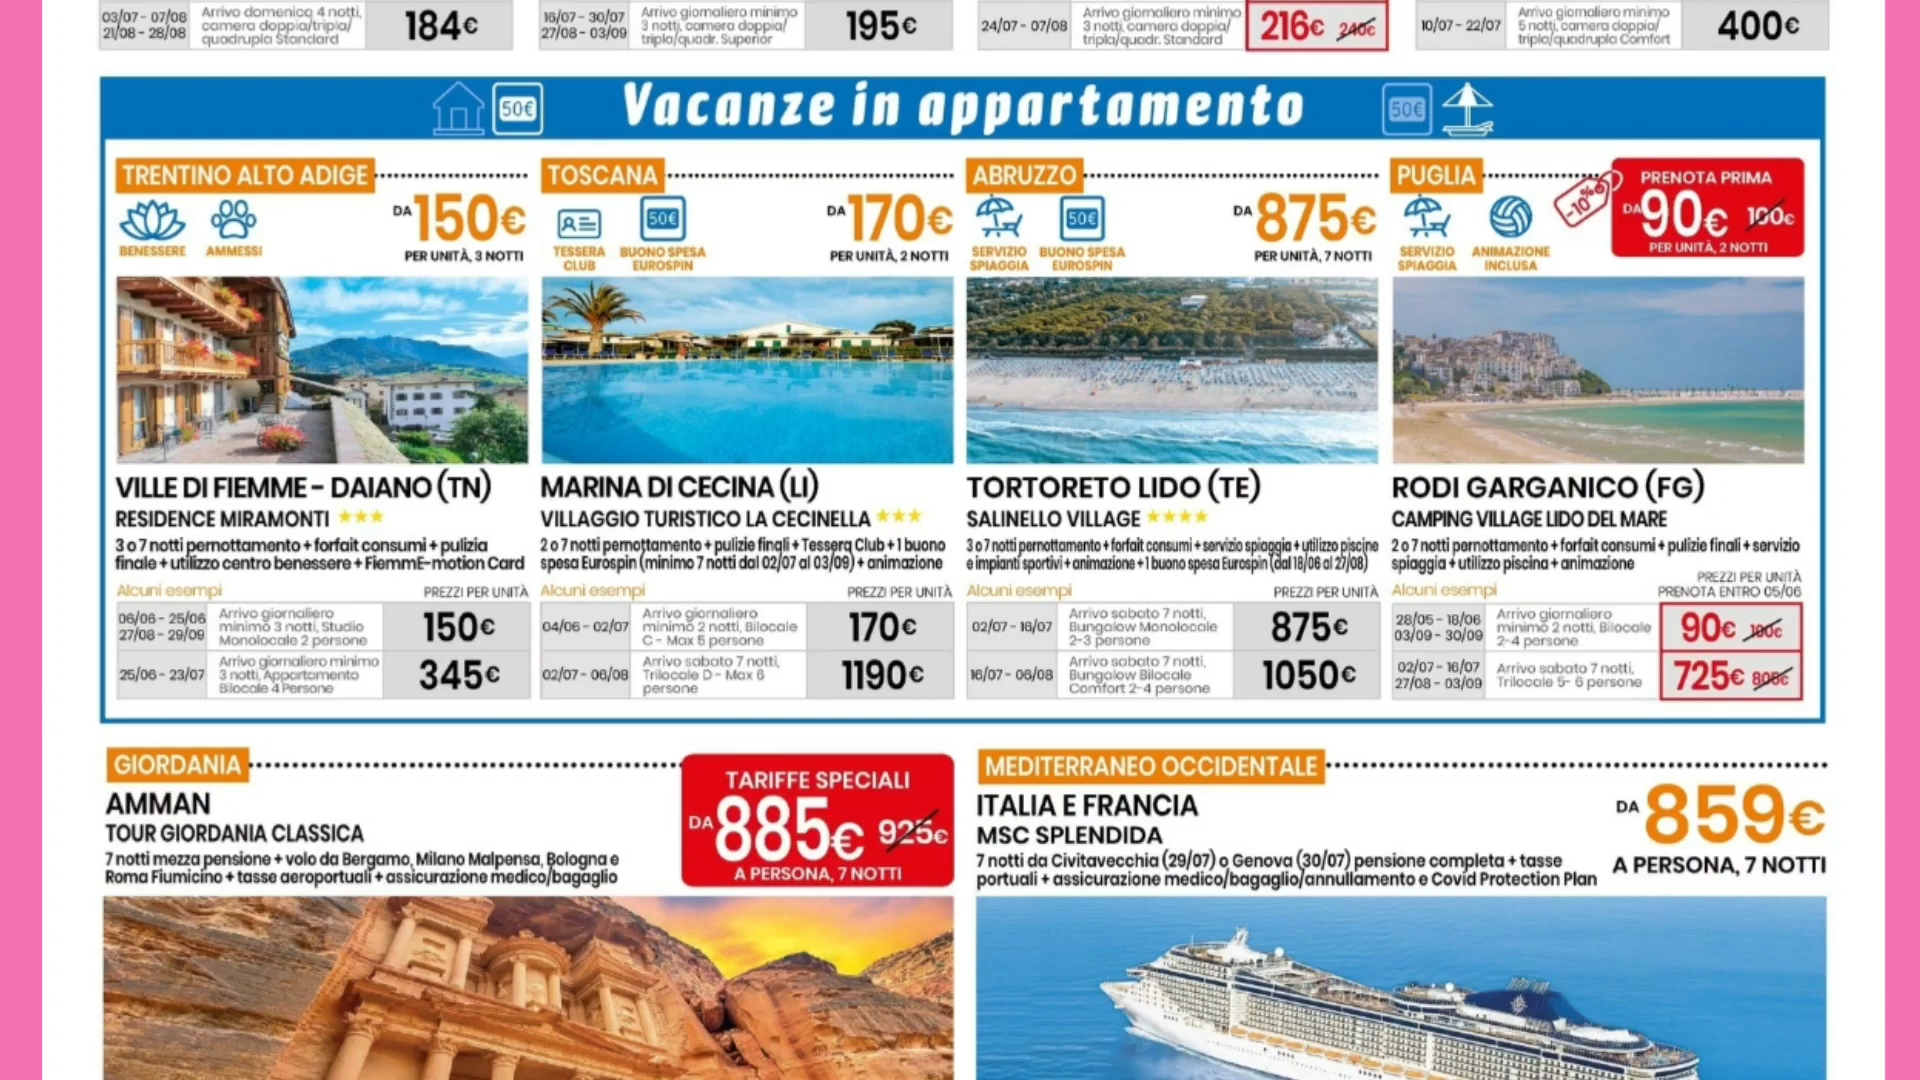 03/07 - 07/08
21/08 - 28/08
Arrivo domenica 4 notti,
camera doppia/tripla/
quadrupla Standard
184€
16/07 - 30/07
27/08 - 03/09
Arrivo giornaliero minimo
3 notti, camera doppia/
tripla/quadr. Superior
195€
24/07 - 07/08
Arrivo giornaliero minimo
3 notti, camera doppia/
tripla/quadr. Standard
216€ 240€
10/07 - 22/07
Arrivo giornaliero minimo
5 notti, camera doppia/
tripla/quadrupla Comfort
400€
50€ Vacanze in appartamento 50€
TRENTINO ALTO ADIGE
BENESSERE AMMESSI
DA 150€
PER UNITÀ, 3 NOTTI
VILLE DI FIEMME - DAIANO (TN)
RESIDENCE MIRAMONTI
3 o 7 notti pernottamento + forfait consumi + pulizia
finale + utilizzo centro benessere + FiemmE-motion Card
Alcuni esempi PREZZI PER UNITÀ
06/06 - 25/06
27/08 - 29/09
Arrivo giornaliero
minimo 3 notti, Studio
Monolocale 2 persone
150€
25/06 - 23/07
Arrivo giornaliero minimo
3 notti, Appartamento
Bilocale 4 Persone
345€
TOSCANA
TESSERA
CLUB
50€
BUONO SPESA
EUROSPIN
DA 170€
PER UNITÀ, 2 NOTTI
MARINA DI CECINA (LI)
VILLAGGIO TURISTICO LA CECINELLA
2 o 7 notti pernottamento + pulizie finali + Tessera Club + 1 buono
spesa Eurospin (minimo 7 notti dal 02/07 al 03/09) + animazione
Alcuni esempi PREZZI PER UNITÀ
04/06 - 02/07
Arrivo giornaliero
minimo 2 notti, Bilocale
C - Max 5 persone
170€
02/07 - 06/08
Arrivo sabato 7 notti,
Trilocale D - Max 6
persone
1190€
ABRUZZO
SERVIZIO
SPIAGGIA
50€
BUONO SPESA
EUROSPIN
DA 875€
PER UNITÀ, 7 NOTTI
TORTORETO LIDO (TE)
SALINELLO VILLAGE
3 o 7 notti pernottamento + forfait consumi + servizio spiaggia + utilizzo piscine
e impianti sportivi + animazione + 1 buono spesa Eurospin (dal 18/06 al 27/08)
Alcuni esempi PREZZI PER UNITÀ
02/07 - 16/07
Arrivo sabato 7 notti,
Bungalow Monolocale
2-3 persone
875€
16/07 - 06/08
Arrivo sabato 7 notti,
Bungalow Bilocale
Comfort 2-4 persone
1050€
PUGLIA
SERVIZIO
SPIAGGIA
ANIMAZIONE
INCLUSA
-10%
PRENOTA PRIMA
DA 90€ 100€
PER UNITÀ, 2 NOTTI
RODI GARGANICO (FG)
CAMPING VILLAGE LIDO DEL MARE
2 o 7 notti pernottamento + forfait consumi + pulizie finali + servizio
spiaggia + utilizzo piscina + animazione
Alcuni esempi
PREZZI PER UNITÀ
PRENOTA ENTRO 05/06
28/05 - 18/06
03/09 - 30/09
Arrivo giornaliero
minimo 2 notti, Bilocale
2-4 persone
90€ 100€
02/07 - 16/07
27/08 - 03/09
Arrivo sabato 7 notti,
Trilocale 5- 6 persone
725€ 805€
GIORDANIA
AMMAN
TOUR GIORDANIA CLASSICA
7 notti mezza pensione + volo da Bergamo, Milano Malpensa, Bologna e
Roma Fiumicino + tasse aeroportuali + assicurazione medico/bagaglio
TARIFFE SPECIALI
DA 885€ 925€
A PERSONA, 7 NOTTI
MEDITERRANEO OCCIDENTALE
ITALIA E FRANCIA
MSC SPLENDIDA
7 notti da Civitavecchia (29/07) o Genova (30/07) pensione completa + tasse
portuali + assicurazione medico/bagaglio/annullamento e Covid Protection Plan
DA 859€
A PERSONA, 7 NOTTI